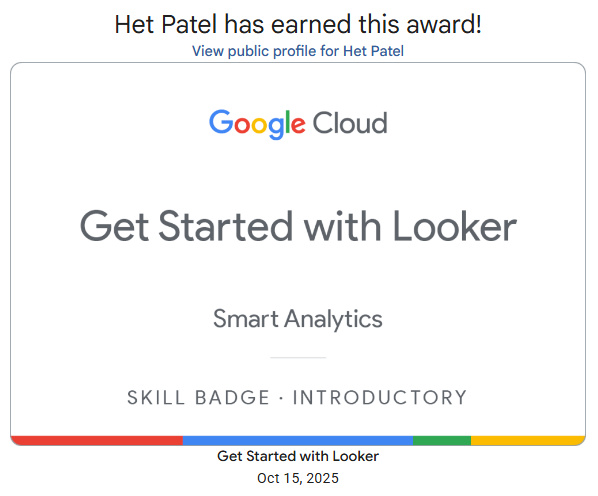 Het Patel has earned this award!
View public profile for Het Patel
Google Cloud
Get Started with Looker
Smart Analytics
SKILL BADGE · INTRODUCTORY
Get Started with Looker
Oct 15, 2025